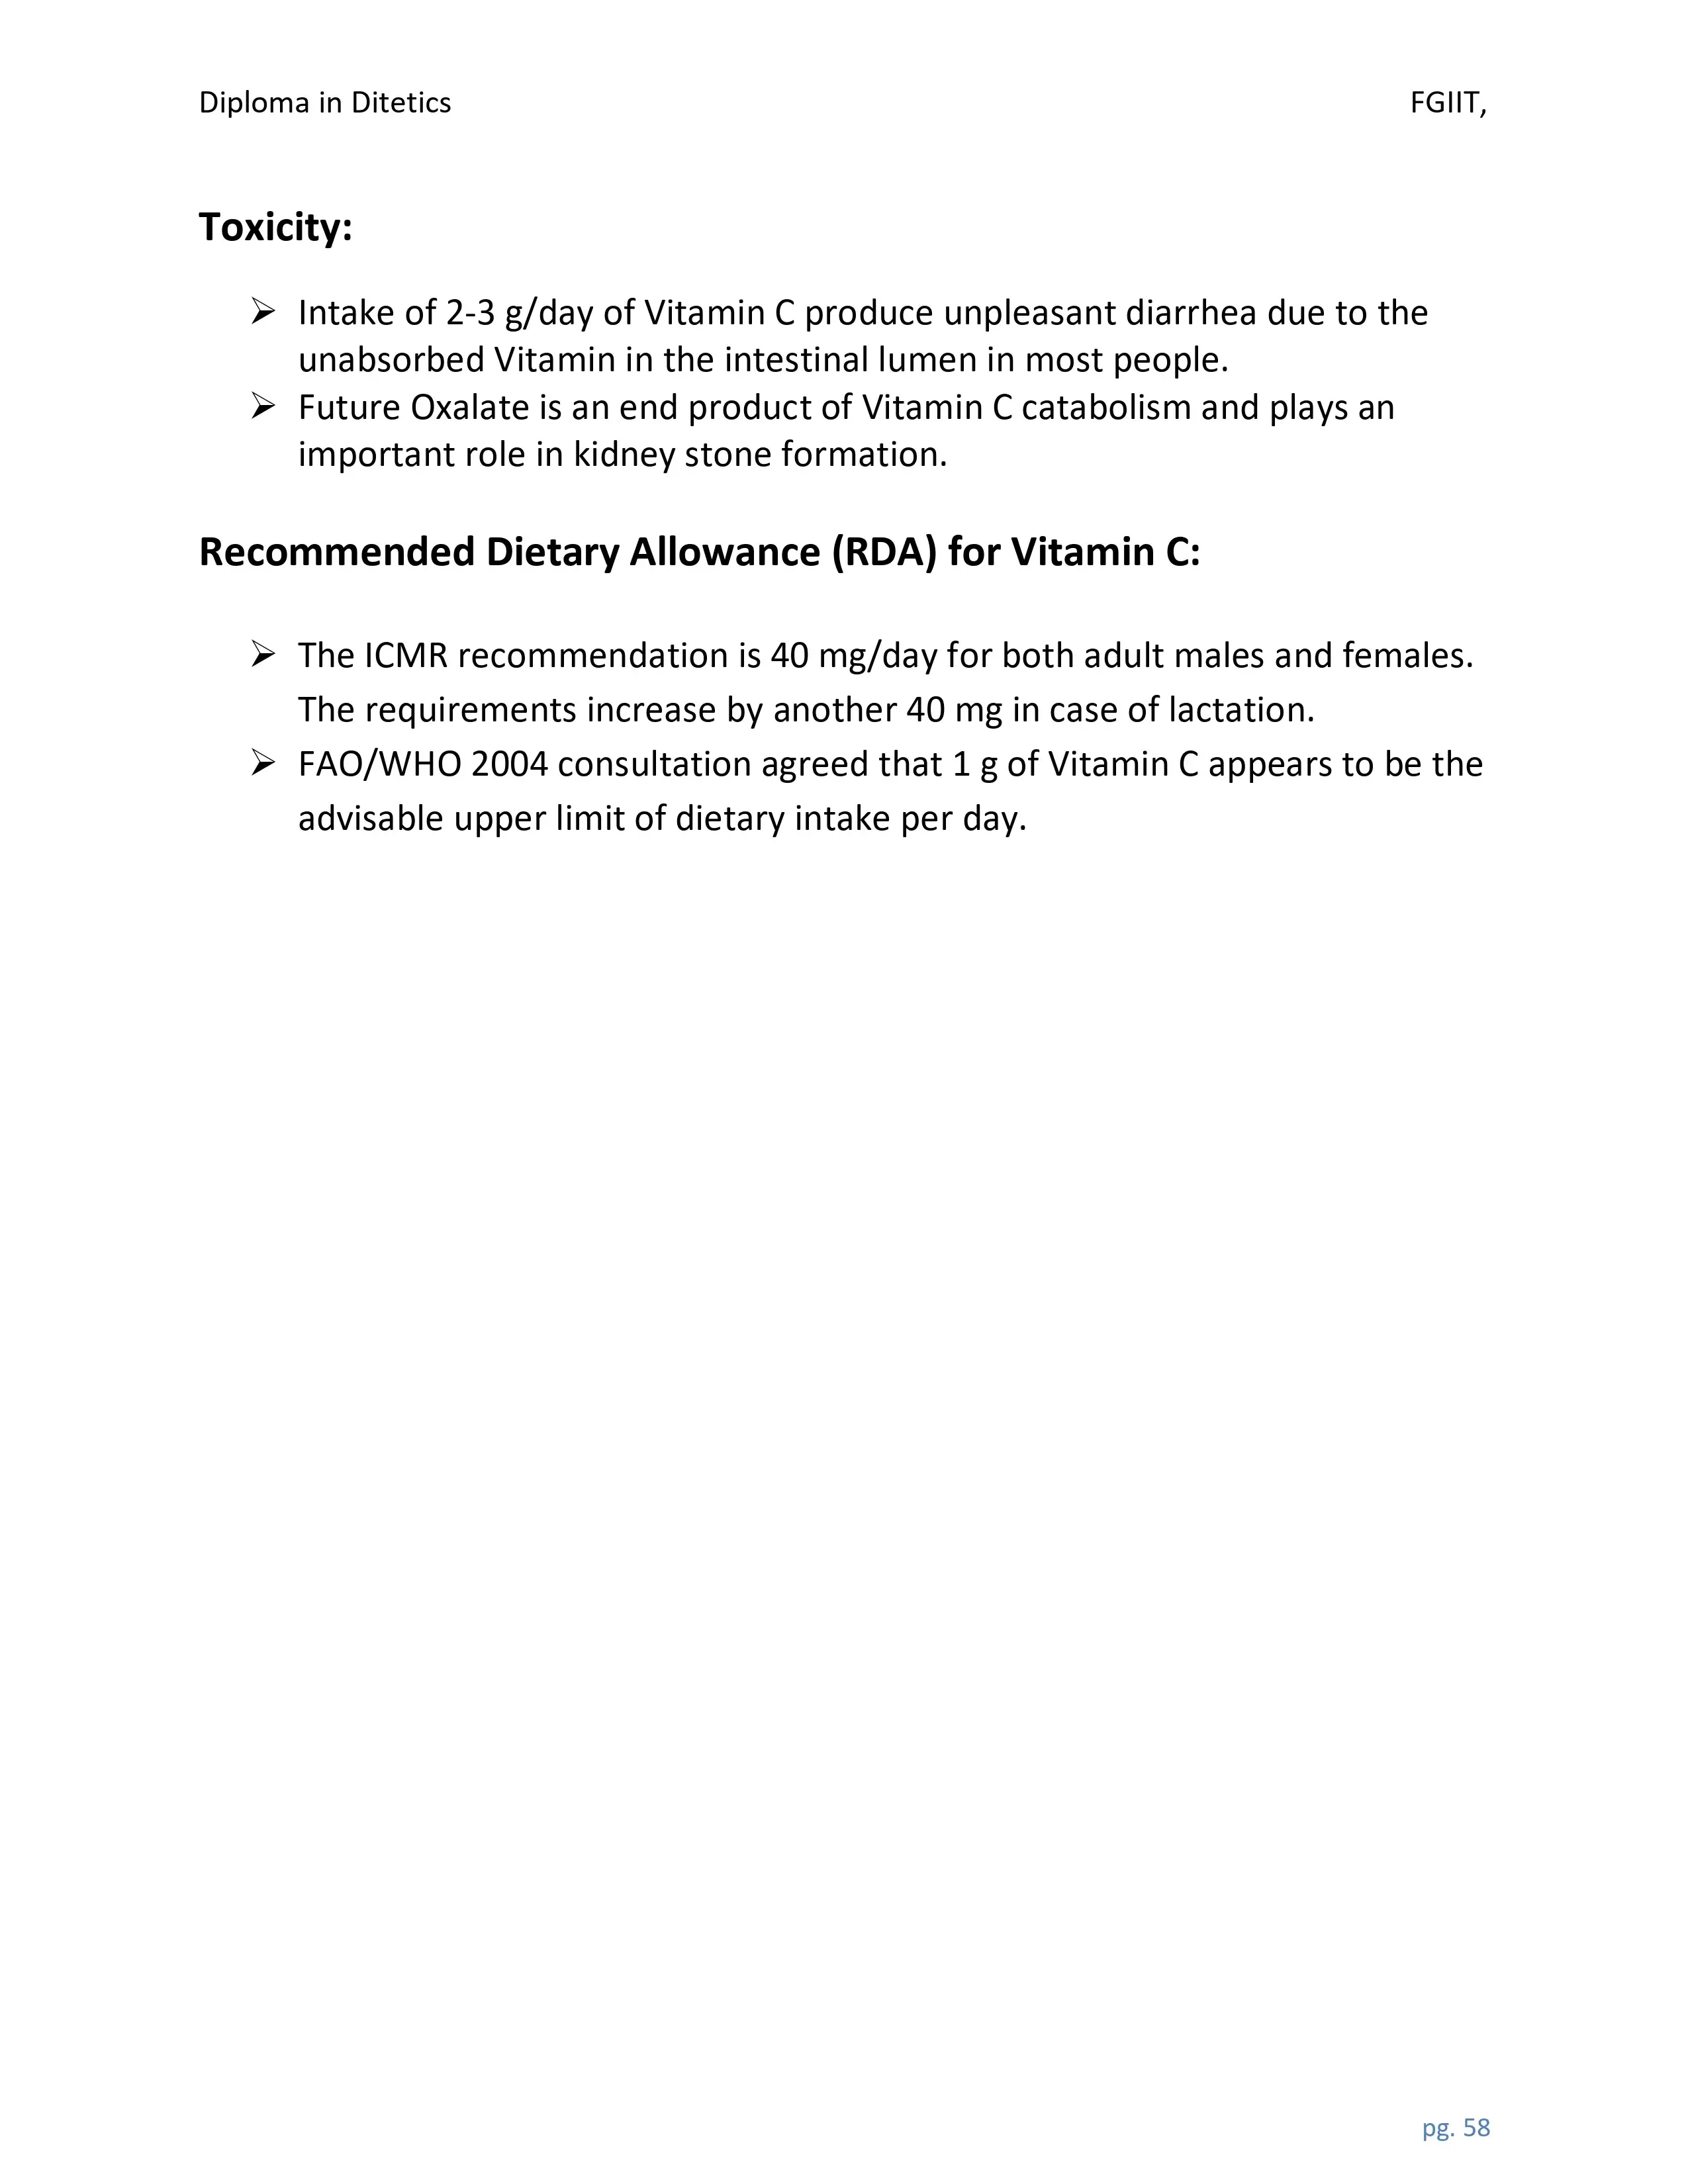 Diploma in Ditetics FGIIT,
Toxicity:
➢ Intake of 2-3 g/day of Vitamin C produce unpleasant diarrhea due to the
unabsorbed Vitamin in the intestinal lumen in most people.
➢ Future Oxalate is an end product of Vitamin C catabolism and plays an
important role in kidney stone formation.
Recommended Dietary Allowance (RDA) for Vitamin C:
➢ The ICMR recommendation is 40 mg/day for both adult males and females.
The requirements increase by another 40 mg in case of lactation.
➢ FAO/WHO 2004 consultation agreed that 1 g of Vitamin C appears to be the
advisable upper limit of dietary intake per day.
pg. 58